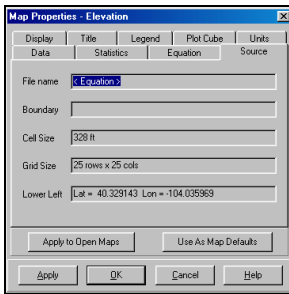 Map Properties - Elevation
Display Title Legend Plot Cube Units
Data Statistics Equation Source
File name < Equation >
Boundary
Cell Size 328 ft
Grid Size 25 rows x 25 cols
Lower Left Lat = 40.329143 Lon = -104.035969
Apply to Open Maps Use As Map Defaults
Apply OK Cancel Help